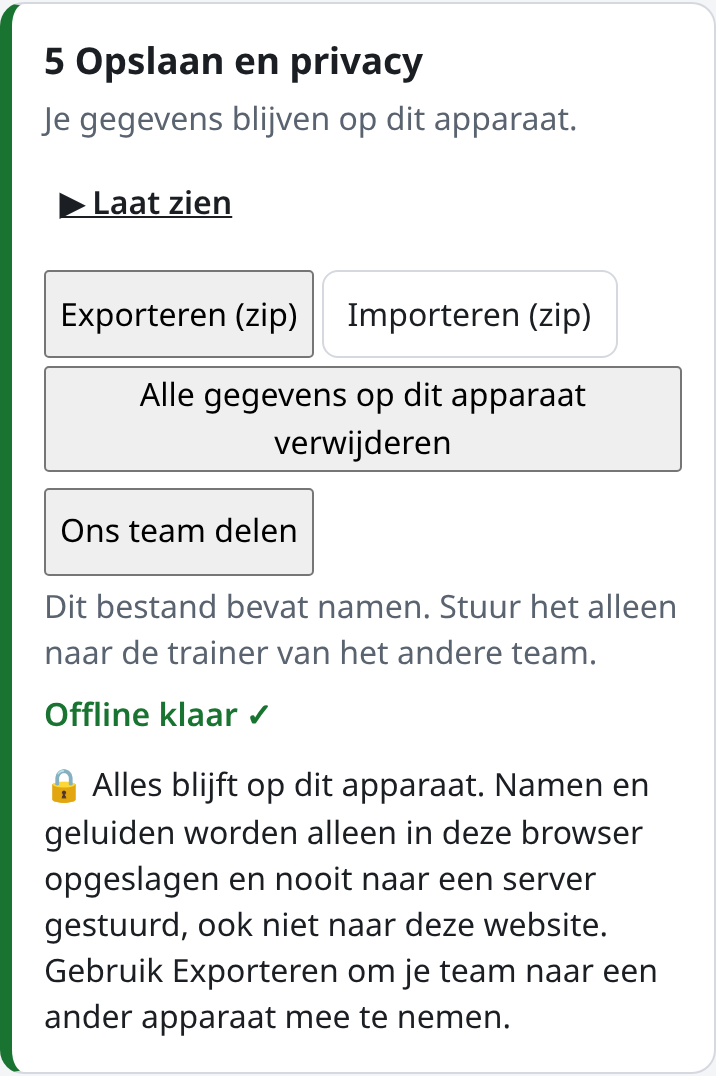 5 Opslaan en privacy
Je gegevens blijven op dit apparaat.
▶ Laat zien
Exporteren (zip) Importeren (zip)
Alle gegevens op dit apparaat
verwijderen
Ons team delen
Dit bestand bevat namen. Stuur het alleen
naar de trainer van het andere team.
Offline klaar ✓
🔒 Alles blijft op dit apparaat. Namen en
geluiden worden alleen in deze browser
opgeslagen en nooit naar een server
gestuurd, ook niet naar deze website.
Gebruik Exporteren om je team naar een
ander apparaat mee te nemen.